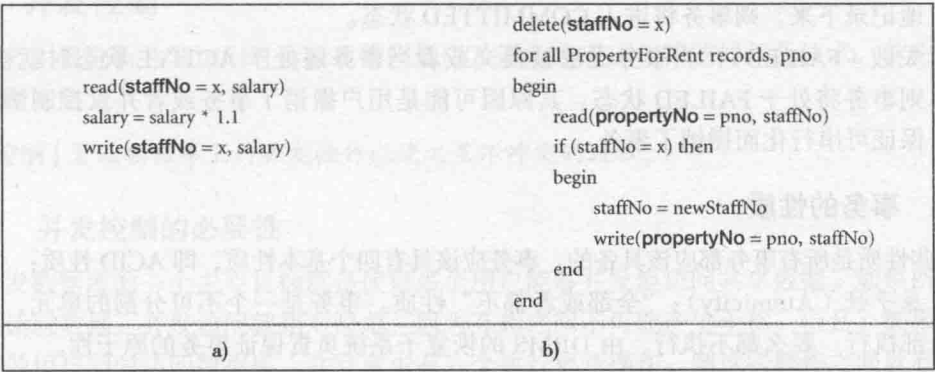 read(staffNo = x, salary)
salary = salary * 1.1
write(staffNo = x, salary)
a)
delete(staffNo = x)
for all PropertyForRent records, pno
begin
read(propertyNo = pno, staffNo)
if (staffNo = x) then
begin
staffNo = newStaffNo
write(propertyNo = pno, staffNo)
end
end
b)